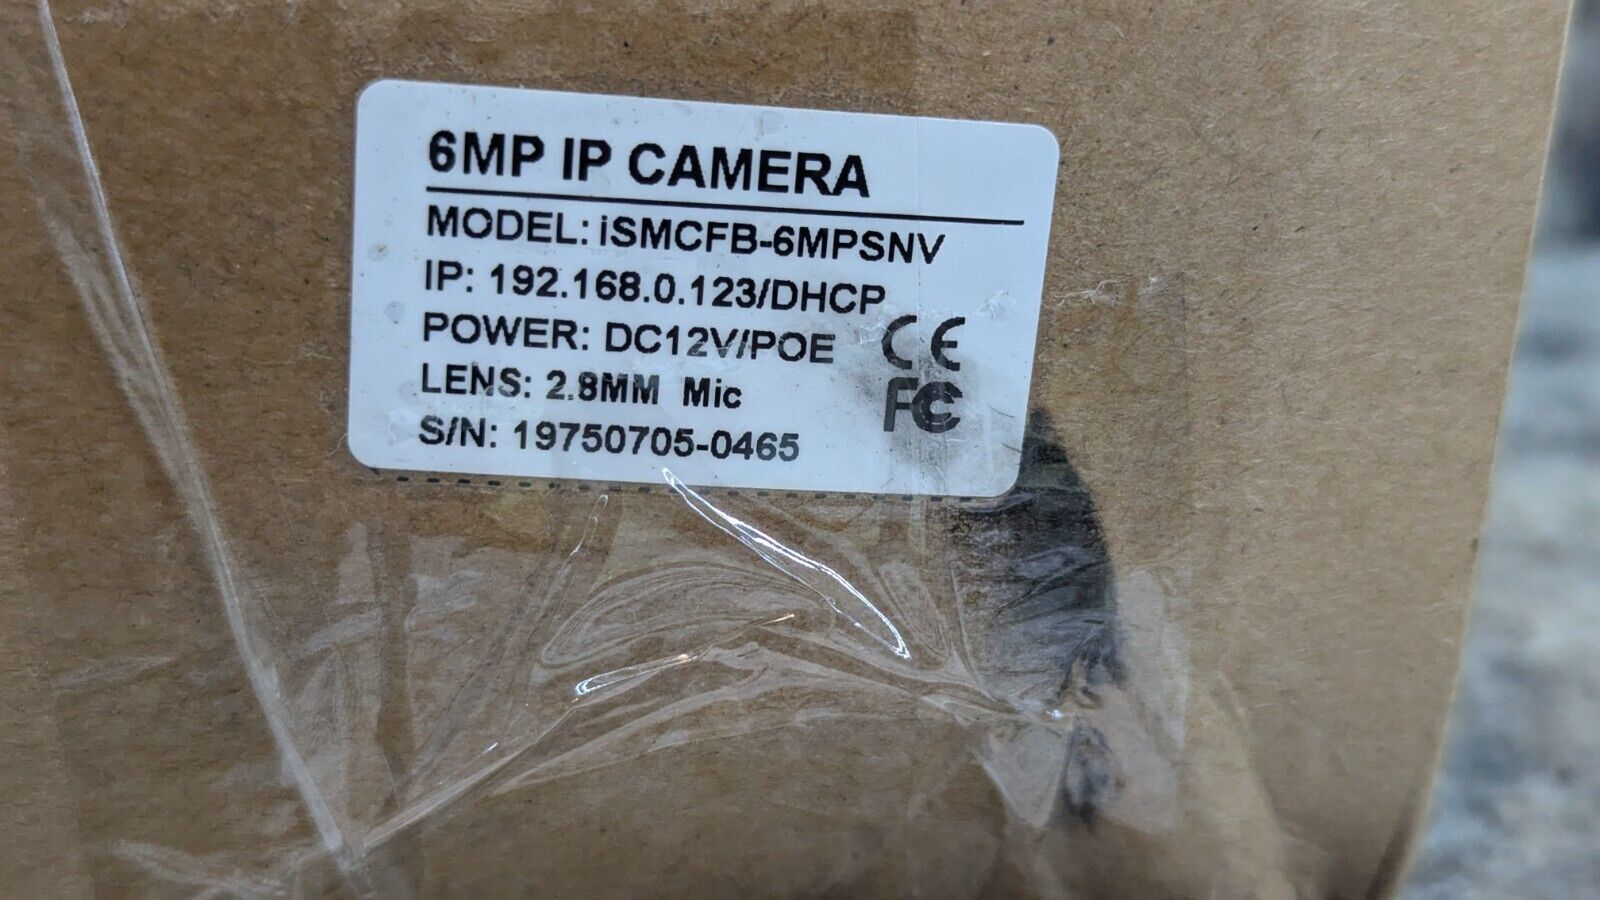 6MP IP CAMERA
MODEL: iSMCFB-6MPSNV
IP: 192.168.0.123/DHCP
POWER: DC12V/POE
LENS: 2.8MM Mic
S/N: 19750705-0465
CE
FC